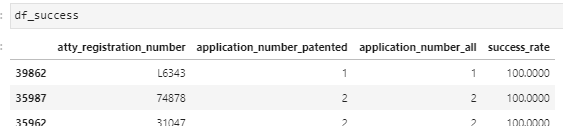 : df_success
:
atty_registration_number application_number_patented application_number_all success_rate
39862 L6343 1 1 100.0000
35987 74878 2 2 100.0000
35962 31047 2 2 100.0000